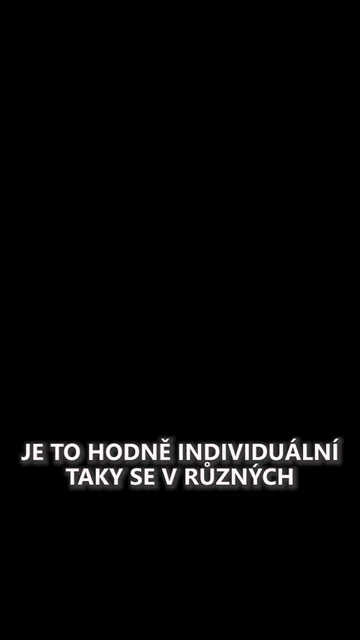 JE TO HODNĚ INDIVIDUÁLNÍ
TAKY SE V RŮZNÝCH